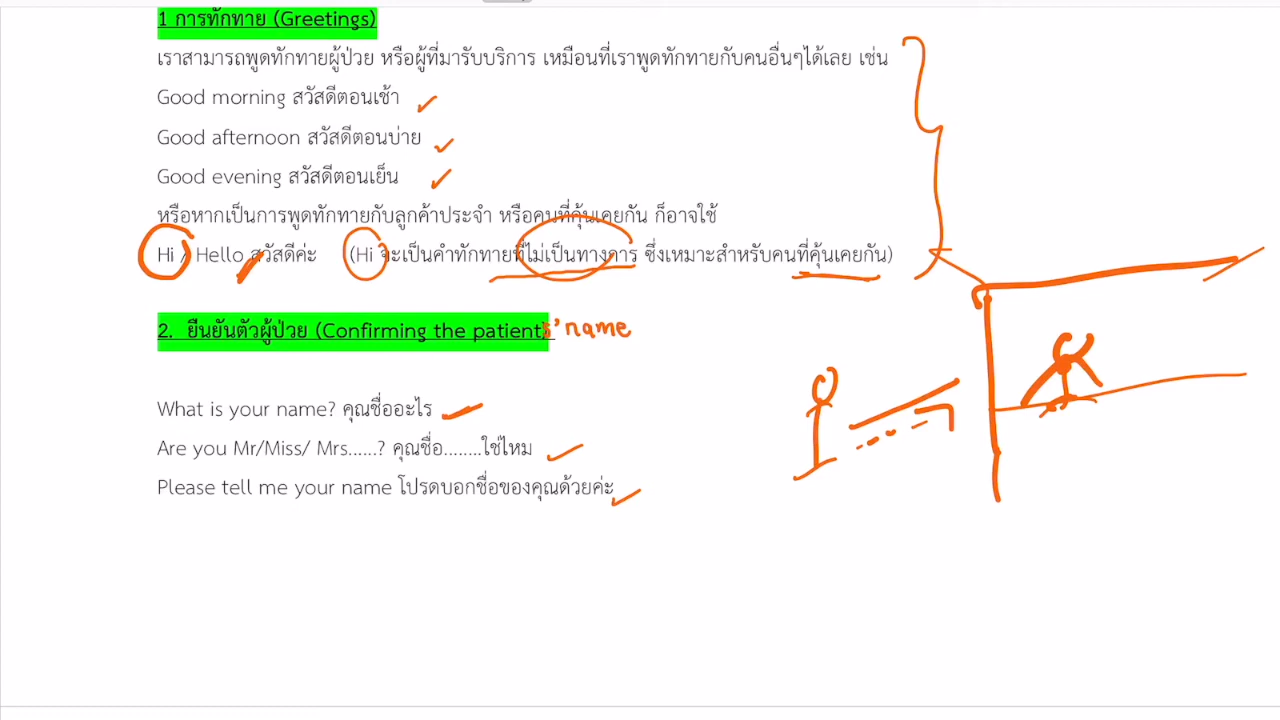 1 การทักทาย (Greetings)
เราสามารถพูดทักทายผู้ป่วย หรือผู้ที่มารับบริการ เหมือนที่เราพูดทักทายกับคนอื่นๆได้เลย เช่น
Good morning สวัสดีตอนเช้า
Good afternoon สวัสดีตอนบ่าย
Good evening สวัสดีตอนเย็น
หรือหากเป็นการพูดทักทายกับลูกค้าประจำ หรือคนที่คุ้นเคยกัน ก็อาจใช้
Hi / Hello สวัสดีค่ะ (Hi จะเป็นคำทักทายที่ไม่เป็นทางการ ซึ่งเหมาะสำหรับคนที่คุ้นเคยกัน)
2. ยืนยันตัวผู้ป่วย (Confirming the patient)s' name
What is your name? คุณชื่ออะไร
Are you Mr/Miss/ Mrs......? คุณชื่อ........ใช่ไหม
Please tell me your name โปรดบอกชื่อของคุณด้วยค่ะ